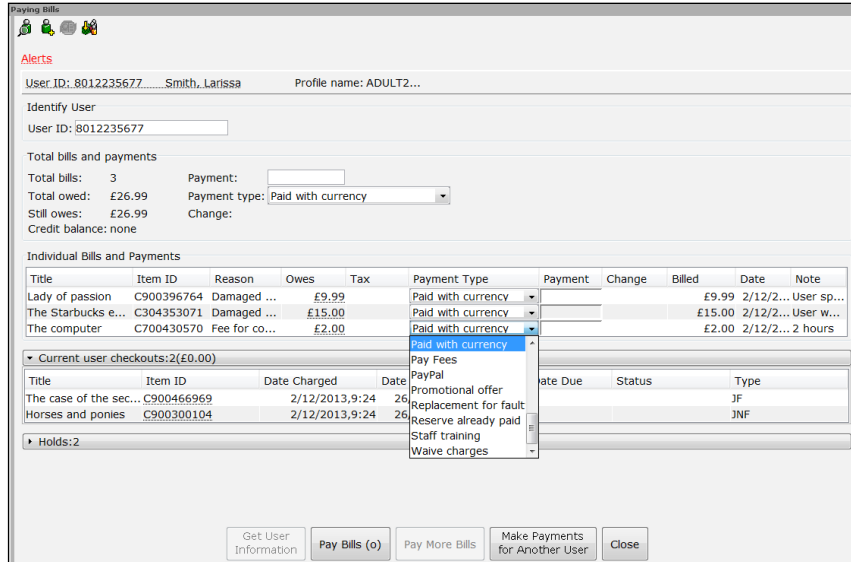 Paying Bills
Alerts
User ID: 8012235677 Smith, Larissa Profile name: ADULT2...
Identify User
User ID: 8012235677
Total bills and payments
Total bills: 3 Payment:
Total owed: £26.99 Payment type: Paid with currency
Still owes: £26.99 Change:
Credit balance: none
Individual Bills and Payments
Title Item ID Reason Owes Tax Payment Type Payment Change Billed Date Note
Lady of passion C900396764 Damaged ... £9.99 Paid with currency £9.99 2/12/2... User sp...
The Starbucks e... C304353071 Damaged ... £15.00 Paid with currency £15.00 2/12/2... User w...
The computer C700430570 Fee for co... £2.00 Paid with currency £2.00 2/12/2... 2 hours
Paid with currency
Pay Fees
PayPal
Promotional offer
Replacement for fault
Reserve already paid
Staff training
Waive charges
Current user checkouts:2(£0.00)
Title Item ID Date Charged Date Date Due Status Type
The case of the sec... C900466969 2/12/2013,9:24 26/ JF
Horses and ponies C900300104 2/12/2013,9:24 26/ JNF
Holds:2
Get User Information
Pay Bills (o)
Pay More Bills
Make Payments for Another User
Close